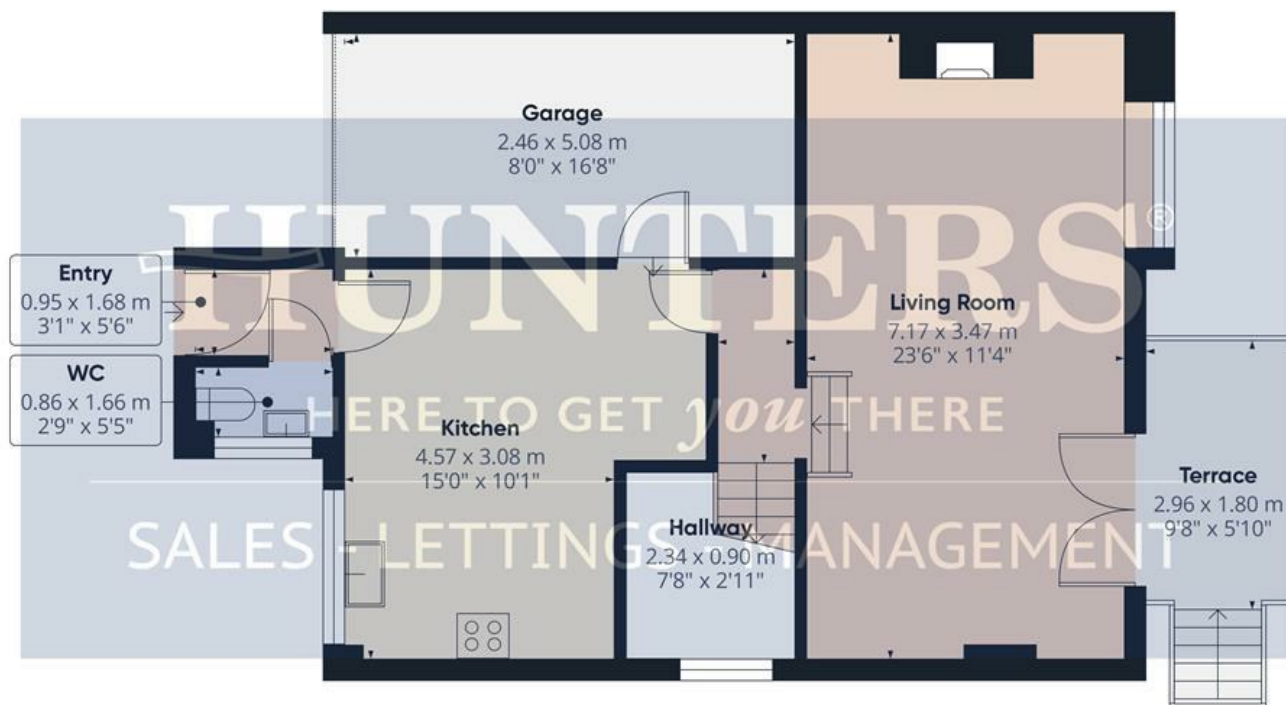 Garage
2.46 x 5.08 m
8'0" x 16'8"
HUNTERS®
Entry
0.95 x 1.68 m
3'1" x 5'6"
Living Room
7.17 x 3.47 m
23'6" x 11'4"
WC
0.86 x 1.66 m
2'9" x 5'5"
HERE TO GET you THERE
Kitchen
4.57 x 3.08 m
15'0" x 10'1"
Terrace
2.96 x 1.80 m
9'8" x 5'10"
Hallway
2.34 x 0.90 m
7'8" x 2'11"
SALES - LETTINGS - MANAGEMENT